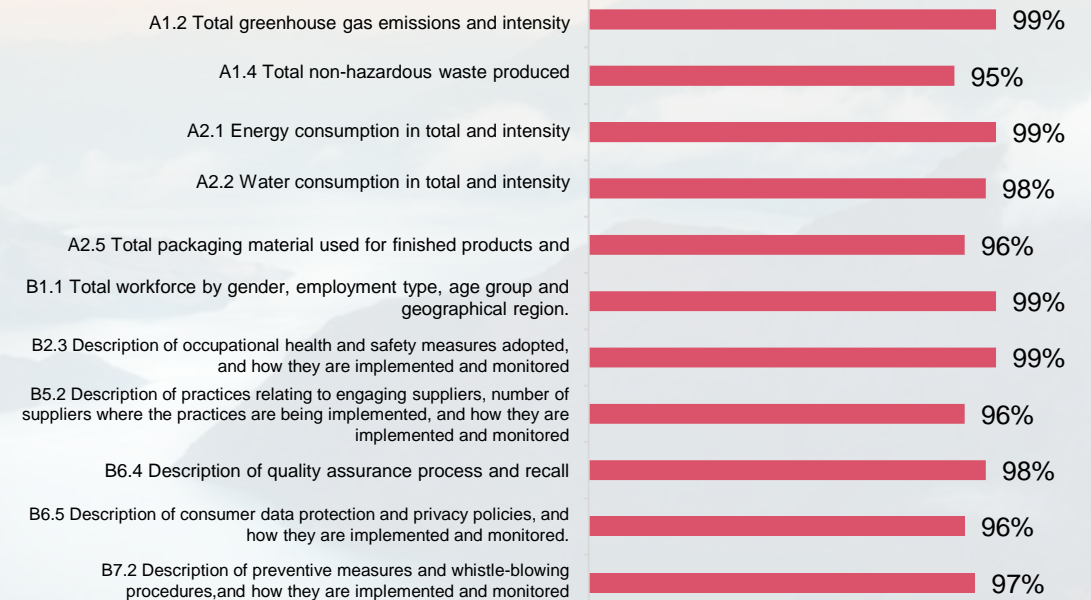 A1.2 Total greenhouse gas emissions and intensity 99%
A1.4 Total non-hazardous waste produced 95%
A2.1 Energy consumption in total and intensity 99%
A2.2 Water consumption in total and intensity 98%
A2.5 Total packaging material used for finished products and 96%
B1.1 Total workforce by gender, employment type, age group and
geographical region. 99%
B2.3 Description of occupational health and safety measures adopted,
and how they are implemented and monitored 99%
B5.2 Description of practices relating to engaging suppliers, number of
suppliers where the practices are being implemented, and how they are
implemented and monitored 96%
B6.4 Description of quality assurance process and recall 98%
B6.5 Description of consumer data protection and privacy policies, and
how they are implemented and monitored. 96%
B7.2 Description of preventive measures and whistle-blowing
procedures,and how they are implemented and monitored 97%